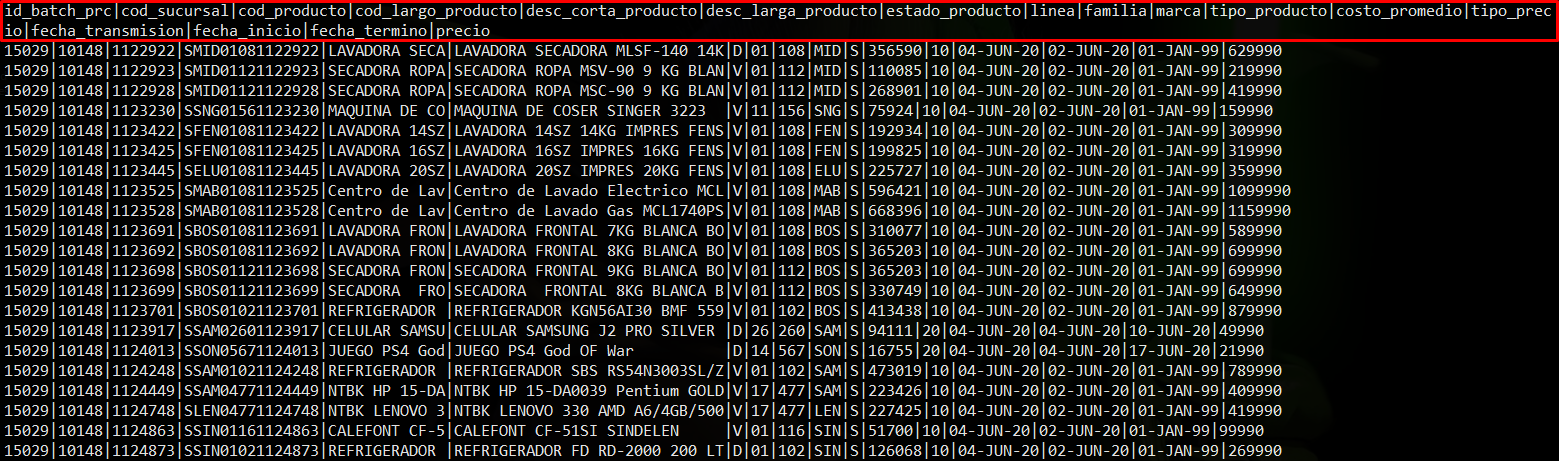 id_batch_prc|cod_sucursal|cod_producto|cod_largo_producto|desc_corta_producto|desc_larga_producto|estado_producto|linea|familia|marca|tipo_producto|costo_promedio|tipo_prec
io|fecha_transmision|fecha_inicio|fecha_termino|precio
15029|10148|1122922|SMID01081122922|LAVADORA SECA|LAVADORA SECADORA MLSF-140 14K|D|01|108|MID|S|356590|10|04-JUN-20|02-JUN-20|01-JAN-99|629990
15029|10148|1122923|SMID01121122923|SECADORA ROPA|SECADORA ROPA MSV-90 9 KG BLAN|V|01|112|MID|S|110085|10|04-JUN-20|02-JUN-20|01-JAN-99|219990
15029|10148|1122928|SMID01121122928|SECADORA ROPA|SECADORA ROPA MSC-90 9 KG BLAN|V|01|112|MID|S|268901|10|04-JUN-20|02-JUN-20|01-JAN-99|419990
15029|10148|1123230|SSNG01561123230|MAQUINA DE CO|MAQUINA DE COSER SINGER 3223  |V|11|156|SNG|S|75924|10|04-JUN-20|02-JUN-20|01-JAN-99|159990
15029|10148|1123422|SFEN01081123422|LAVADORA 14SZ|LAVADORA 14SZ 14KG IMPRES FENS|V|01|108|FEN|S|192934|10|04-JUN-20|02-JUN-20|01-JAN-99|309990
15029|10148|1123425|SFEN01081123425|LAVADORA 16SZ|LAVADORA 16SZ IMPRES 16KG FENS|V|01|108|FEN|S|199825|10|04-JUN-20|02-JUN-20|01-JAN-99|319990
15029|10148|1123445|SELU01081123445|LAVADORA 20SZ|LAVADORA 20SZ IMPRES 20KG FENS|V|01|108|ELU|S|225727|10|04-JUN-20|02-JUN-20|01-JAN-99|359990
15029|10148|1123525|SMAB01081123525|Centro de Lav|Centro de Lavado Electrico MCL|V|01|108|MAB|S|596421|10|04-JUN-20|02-JUN-20|01-JAN-99|1099990
15029|10148|1123528|SMAB01081123528|Centro de Lav|Centro de Lavado Gas MCL1740PS|V|01|108|MAB|S|668396|10|04-JUN-20|02-JUN-20|01-JAN-99|1159990
15029|10148|1123691|SBOS01081123691|LAVADORA FRON|LAVADORA FRONTAL 7KG BLANCA BO|V|01|108|BOS|S|310077|10|04-JUN-20|02-JUN-20|01-JAN-99|589990
15029|10148|1123692|SBOS01081123692|LAVADORA FRON|LAVADORA FRONTAL 8KG BLANCA BO|V|01|108|BOS|S|365203|10|04-JUN-20|02-JUN-20|01-JAN-99|699990
15029|10148|1123698|SBOS01121123698|SECADORA FRON|SECADORA FRONTAL 9KG BLANCA BO|V|01|112|BOS|S|365203|10|04-JUN-20|02-JUN-20|01-JAN-99|699990
15029|10148|1123699|SBOS01121123699|SECADORA  FRO|SECADORA  FRONTAL 8KG BLANCA B|V|01|112|BOS|S|330749|10|04-JUN-20|02-JUN-20|01-JAN-99|649990
15029|10148|1123701|SBOS01021123701|REFRIGERADOR |REFRIGERADOR KGN56AI30 BMF 559|V|01|102|BOS|S|413438|10|04-JUN-20|02-JUN-20|01-JAN-99|879990
15029|10148|1123917|SSAM02601123917|CELULAR SAMSU|CELULAR SAMSUNG J2 PRO SILVER |D|26|260|SAM|S|94111|20|04-JUN-20|04-JUN-20|10-JUN-20|49990
15029|10148|1124013|SSON05671124013|JUEGO PS4 God|JUEGO PS4 God OF War          |D|14|567|SON|S|16755|20|04-JUN-20|04-JUN-20|17-JUN-20|21990
15029|10148|1124248|SSAM01021124248|REFRIGERADOR |REFRIGERADOR SBS RS54N3003SL/Z|V|01|102|SAM|S|473019|10|04-JUN-20|02-JUN-20|01-JAN-99|789990
15029|10148|1124449|SSAM04771124449|NTBK HP 15-DA|NTBK HP 15-DA0039 Pentium GOLD|V|17|477|SAM|S|223426|10|04-JUN-20|02-JUN-20|01-JAN-99|409990
15029|10148|1124748|SLEN04771124748|NTBK LENOVO 3|NTBK LENOVO 330 AMD A6/4GB/500|V|17|477|LEN|S|227425|10|04-JUN-20|02-JUN-20|01-JAN-99|419990
15029|10148|1124863|SSIN01161124863|CALEFONT CF-5|CALEFONT CF-51SI SINDELEN     |V|01|116|SIN|S|51700|10|04-JUN-20|02-JUN-20|01-JAN-99|99990
15029|10148|1124873|SSIN01021124873|REFRIGERADOR |REFRIGERADOR FD RD-2000 200 LT|D|01|102|SIN|S|126068|10|04-JUN-20|02-JUN-20|01-JAN-99|269990